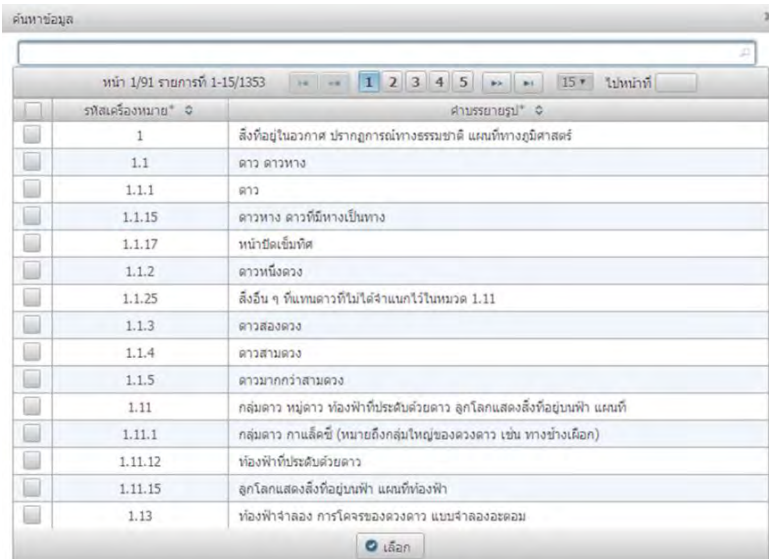 ค้นหาข้อมูล
หน้า 1/91 รายการที่ 1-15/1353 1 2 3 4 5 15 ไปหน้าที่
รหัสเครื่องหมาย* คำบรรยายรูป*
1 สิ่งที่อยู่ในอวกาศ ปรากฏการณ์ทางธรรมชาติ แผนที่ทางภูมิศาสตร์
1.1 ดาว ดาวหาง
1.1.1 ดาว
1.1.15 ดาวหาง ดาวที่มีหางเป็นทาง
1.1.17 หน้าปัดเข็มทิศ
1.1.2 ดาวหนึ่งดวง
1.1.25 สิ่งอื่น ๆ ที่แทนดาวที่ไม่ได้จำแนกไว้ในหมวด 1.11
1.1.3 ดาวสองดวง
1.1.4 ดาวสามดวง
1.1.5 ดาวมากกว่าสามดวง
1.11 กลุ่มดาว หมู่ดาว ท้องฟ้าที่ประดับด้วยดาว ลูกโลกแสดงสิ่งที่อยู่บนฟ้า แผนที่
1.11.1 กลุ่มดาว กาแล็คซี่ (หมายถึงกลุ่มใหญ่ของดวงดาว เช่น ทางช้างเผือก)
1.11.12 ท้องฟ้าที่ประดับด้วยดาว
1.11.15 ลูกโลกแสดงสิ่งที่อยู่บนฟ้า แผนที่ท้องฟ้า
1.13 ท้องฟ้าจำลอง การโคจรของดวงดาว แบบจำลองอะตอม
เลือก